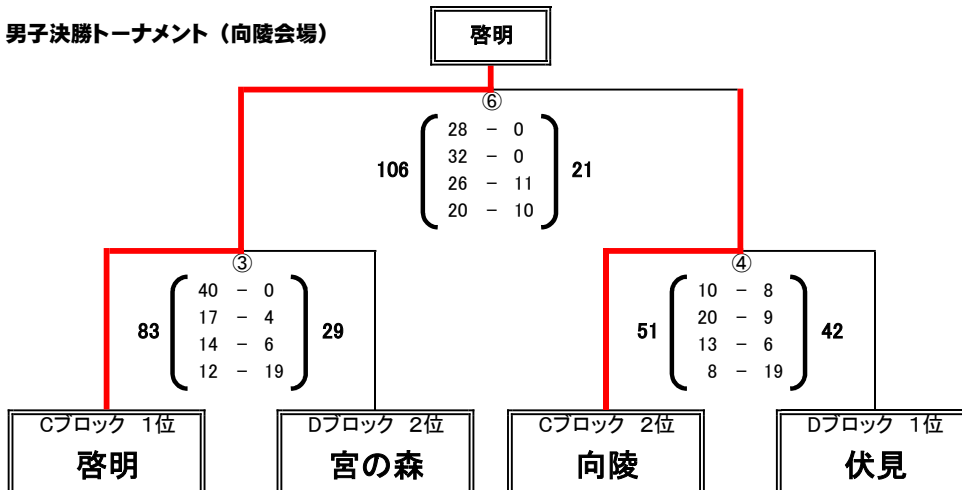 男子決勝トーナメント（向陵会場）
啓明
⑥
28 － 0
32 － 0
106 26 － 11 21
20 － 10
③ ④
40 － 0 10 － 8
83 17 － 4 29 51 20 － 9 42
14 － 6 13 － 6
12 － 19 8 － 19
Cブロック 1位 Dブロック 2位 Cブロック 2位 Dブロック 1位
啓明 宮の森 向陵 伏見